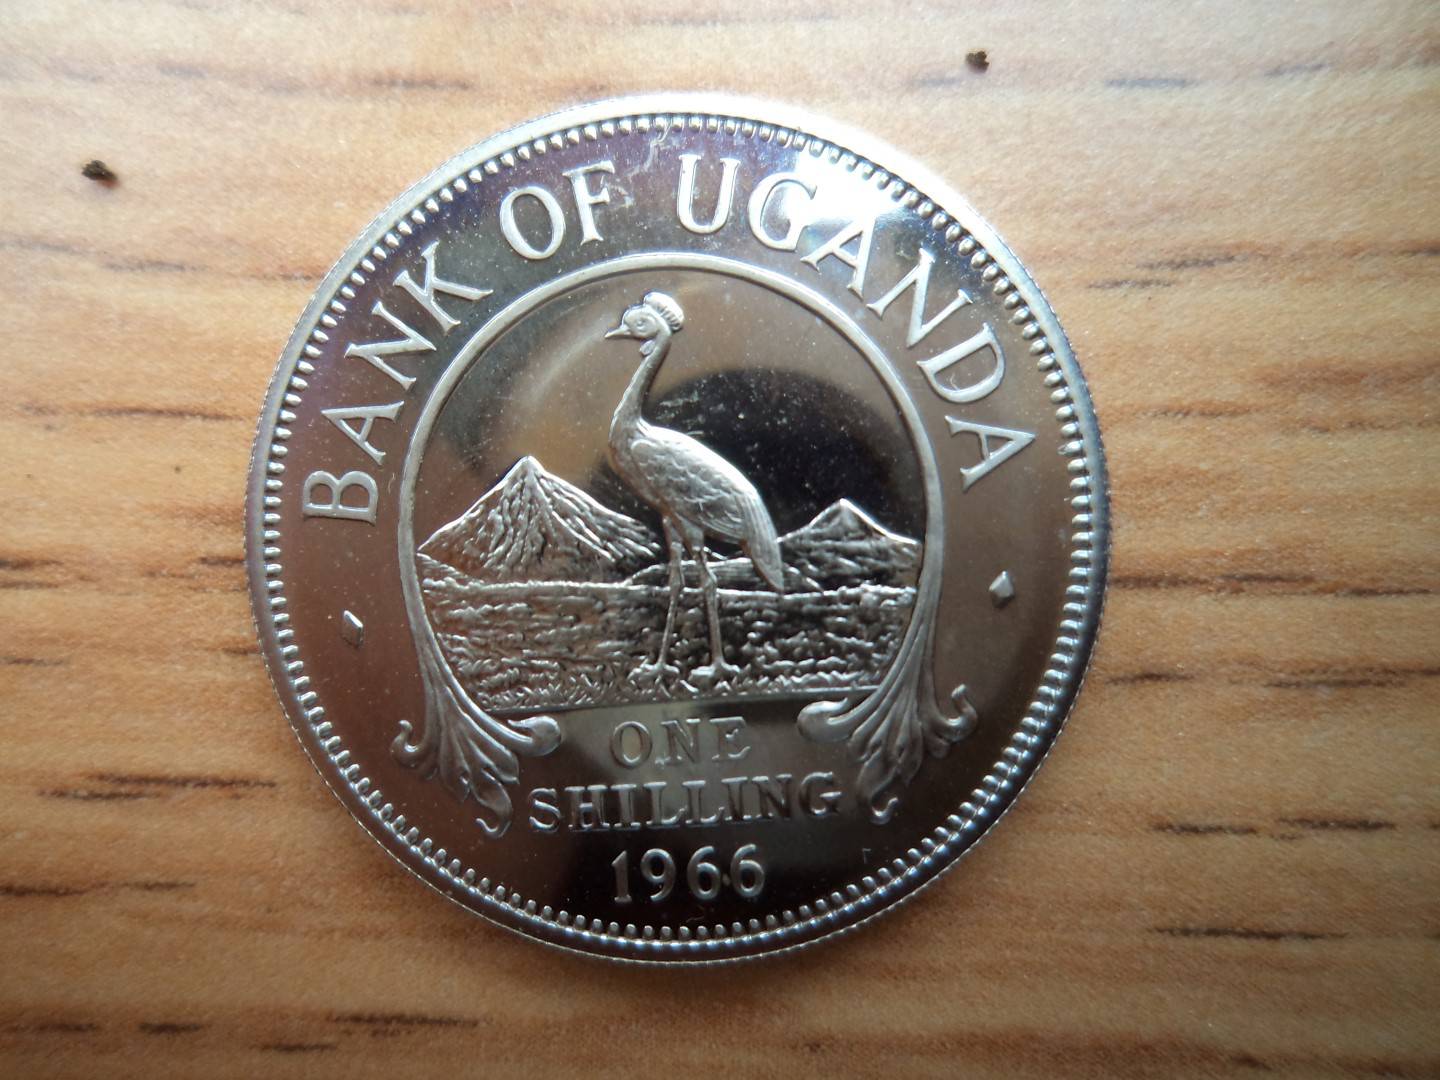 BANK OF UGANDA
ONE
SHILLING
1966